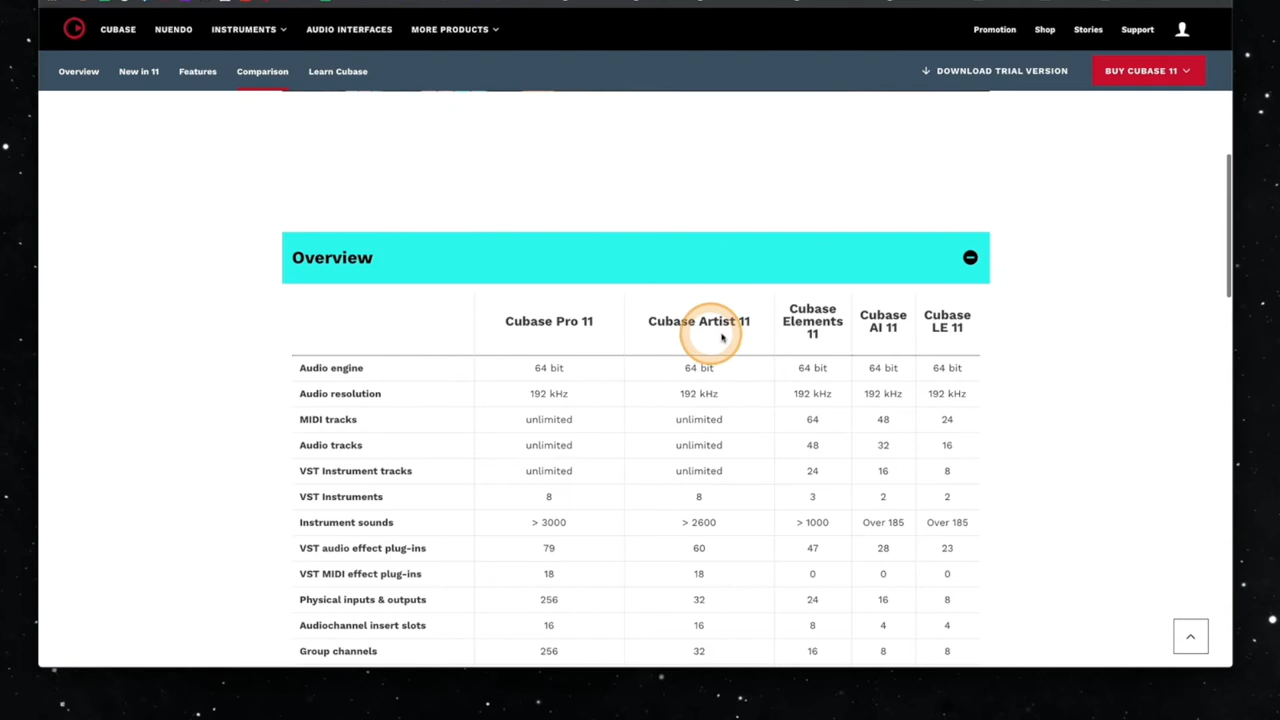 CUBASE NUENDO INSTRUMENTS AUDIO INTERFACES MORE PRODUCTS Promotion Shop Stories Support
Overview New in 11 Features Comparison Learn Cubase DOWNLOAD TRIAL VERSION BUY CUBASE 11
Overview
Cubase Pro 11 Cubase Artist 11 Cubase Elements 11 Cubase AI 11 Cubase LE 11
Audio engine 64 bit 64 bit 64 bit 64 bit 64 bit
Audio resolution 192 kHz 192 kHz 192 kHz 192 kHz 192 kHz
MIDI tracks unlimited unlimited 64 48 24
Audio tracks unlimited unlimited 48 32 16
VST Instrument tracks unlimited unlimited 24 16 8
VST Instruments 8 8 3 2 2
Instrument sounds > 3000 > 2600 > 1000 Over 185 Over 185
VST audio effect plug-ins 79 60 47 28 23
VST MIDI effect plug-ins 18 18 0 0 0
Physical inputs & outputs 256 32 24 16 8
Audiochannel insert slots 16 16 8 4 4
Group channels 256 32 16 8 8